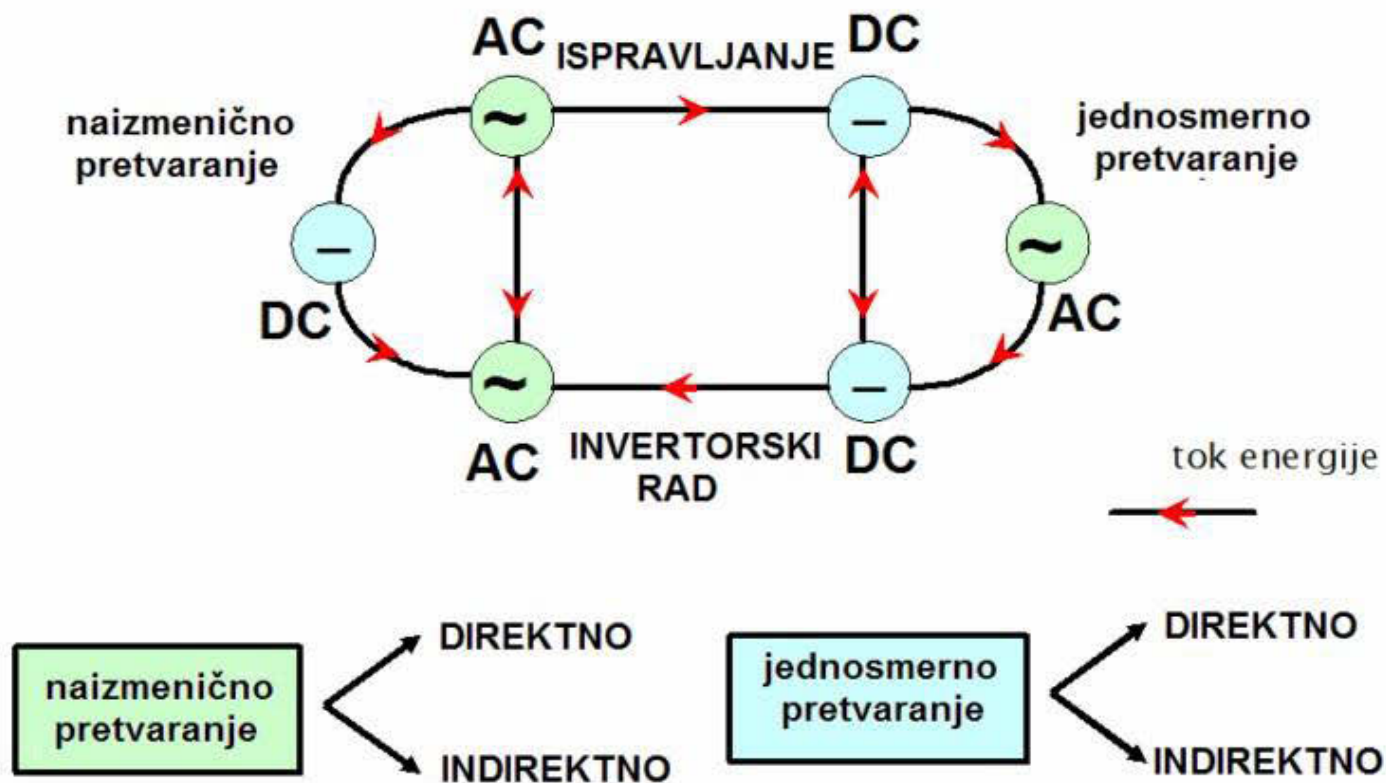 AC
ISPRAVLJANJE
DC
naizmenično
pretvaranje
~
–
jednosmerno
pretvaranje
–
~
DC
AC
~
–
AC
INVERTORSKI
RAD
DC
tok energije
naizmenično
pretvaranje
DIREKTNO
INDIREKTNO
jednosmerno
pretvaranje
DIREKTNO
INDIREKTNO